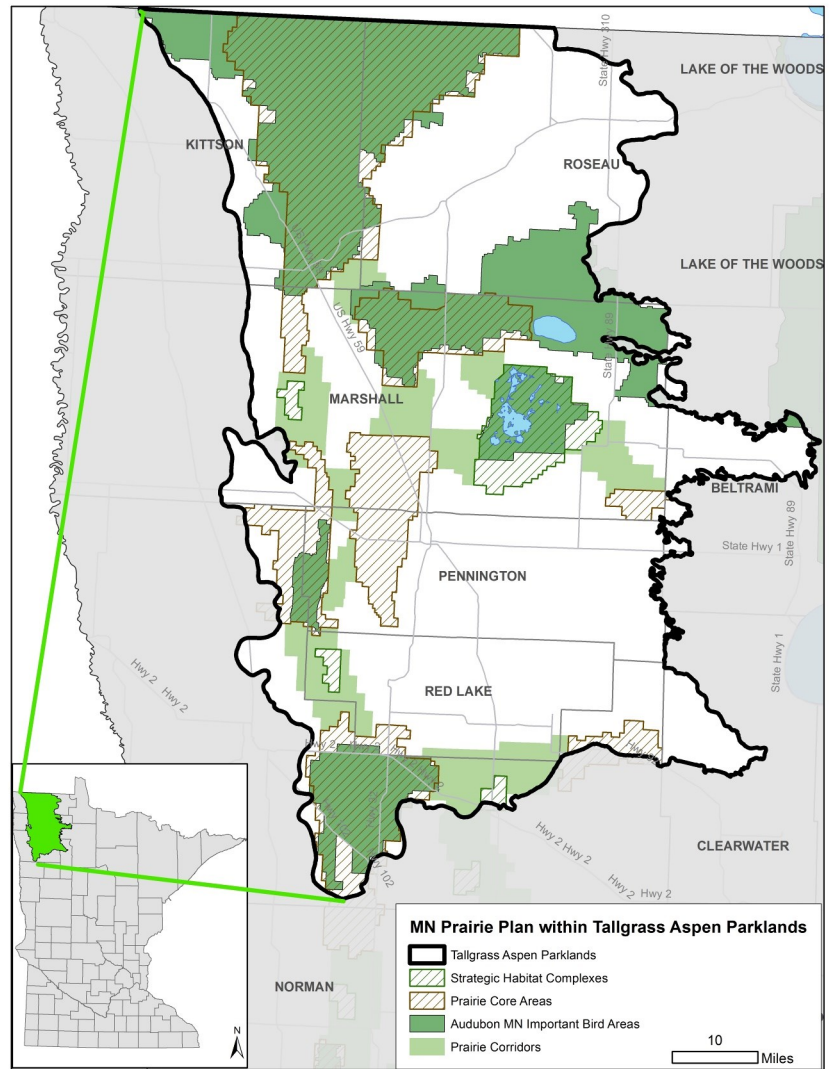 State Hwy 310
LAKE OF THE WOODS
KITTSON
ROSEAU
LAKE OF THE WOODS
US Hwy 59
State Hwy 89
MARSHALL
BELTRAMI
State Hwy 89
State Hwy 1
PENNINGTON
State Hwy 1
Hwy 2 Hwy 2
RED LAKE
Hwy 2
CLEARWATER
Hwy 2 Hwy 2
Hwy 2 Hwy 2
Hwy 102
NORMAN
N
MN Prairie Plan within Tallgrass Aspen Parklands
Tallgrass Aspen Parklands
Strategic Habitat Complexes
Prairie Core Areas
Audubon MN Important Bird Areas
Prairie Corridors
10
Miles